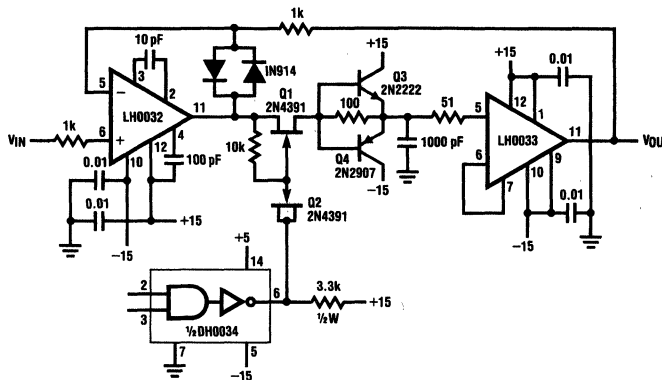 1k
10 pF
+15
3
2
IN914
Q3
2N2222
+15
0.01
5
−
LH0032
11
Q1
2N4391
100
51
12
1
5
LH0033
11
VIN
1k
6
+
4
12
10
10k
Q4
2N2907
1000 pF
6
7
10
9
VOU
0.01
100 pF
−15
0.01
0.01
+15
−15
Q2
2N4391
−15
+5
14
2
3
6
3.3k
½W
+15
½DH0034
7
5
−15